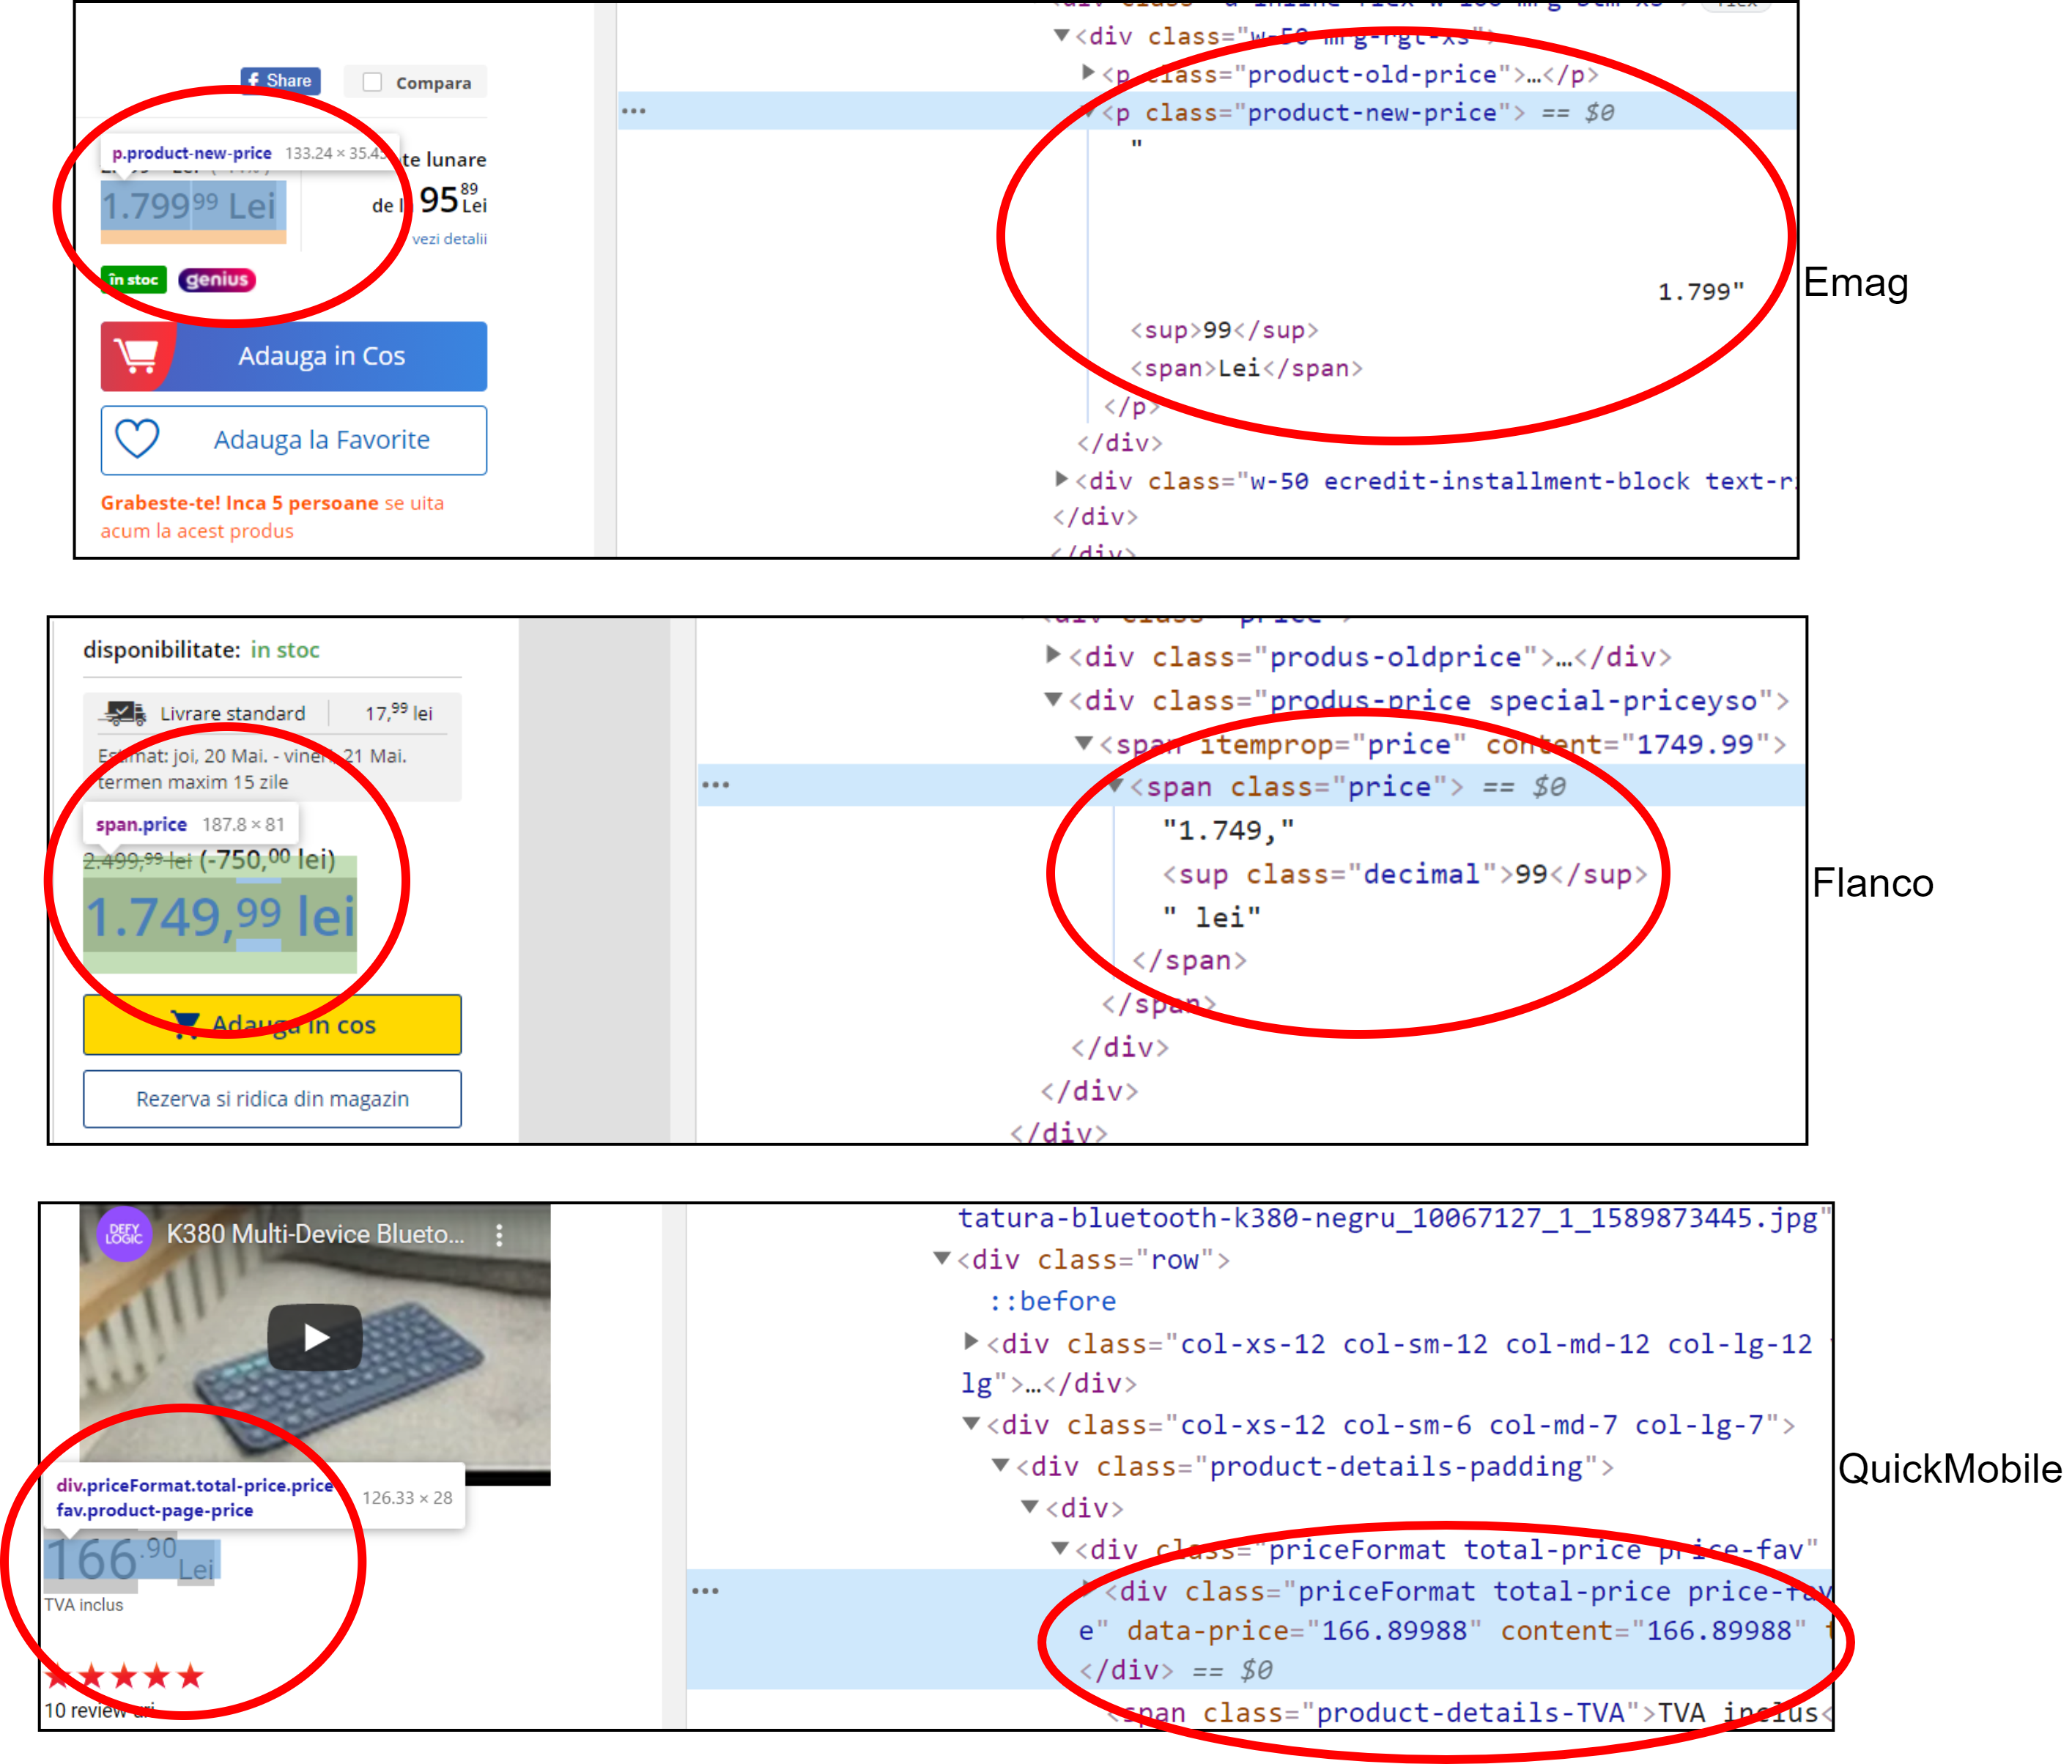 Share
Compara
p.product-new-price 133.24 × 35.45
te lunare
1.799 99 Lei
de l 95 89 Lei
vezi detalii
în stoc genius
Adauga in Cos
Adauga la Favorite
Grabeste-te! Inca 5 persoane se uita
acum la acest produs
<div class="w-50 mrg-rgt-xs">
<p class="product-old-price">…</p>
<p class="product-new-price"> == $0
"
1.799"
<sup>99</sup>
<span>Lei</span>
</p>
</div>
<div class="w-50 ecredit-installment-block text-r
</div>
</div>
Emag
disponibilitate: in stoc
Livrare standard 17,99 lei
Estimat: joi, 20 Mai. - vineri, 21 Mai.
termen maxim 15 zile
span.price 187.8 × 81
2.499,99 lei (-750,00 lei)
1.749,99 lei
Adauga in cos
Rezerva si ridica din magazin
<div class="produs-oldprice">…</div>
<div class="produs-price special-priceyso">
<span itemprop="price" content="1749.99">
<span class="price"> == $0
"1.749,"
<sup class="decimal">99</sup>
" lei"
</span>
</span>
</div>
</div>
</div>
Flanco
DEFY
LOGIC
K380 Multi-Device Blueto...
div.priceFormat.total-price.price
fav.product-page-price 126.33 × 28
166.90 Lei
TVA inclus
10 review-uri
tatura-bluetooth-k380-negru_10067127_1_1589873445.jpg"
<div class="row">
::before
<div class="col-xs-12 col-sm-12 col-md-12 col-lg-12
lg">…</div>
<div class="col-xs-12 col-sm-6 col-md-7 col-lg-7">
<div class="product-details-padding">
<div>
<div class="priceFormat total-price price-fav"
<div class="priceFormat total-price price-fav
e" data-price="166.89988" content="166.89988"
</div> == $0
<span class="product-details-TVA">TVA inclus<
QuickMobile